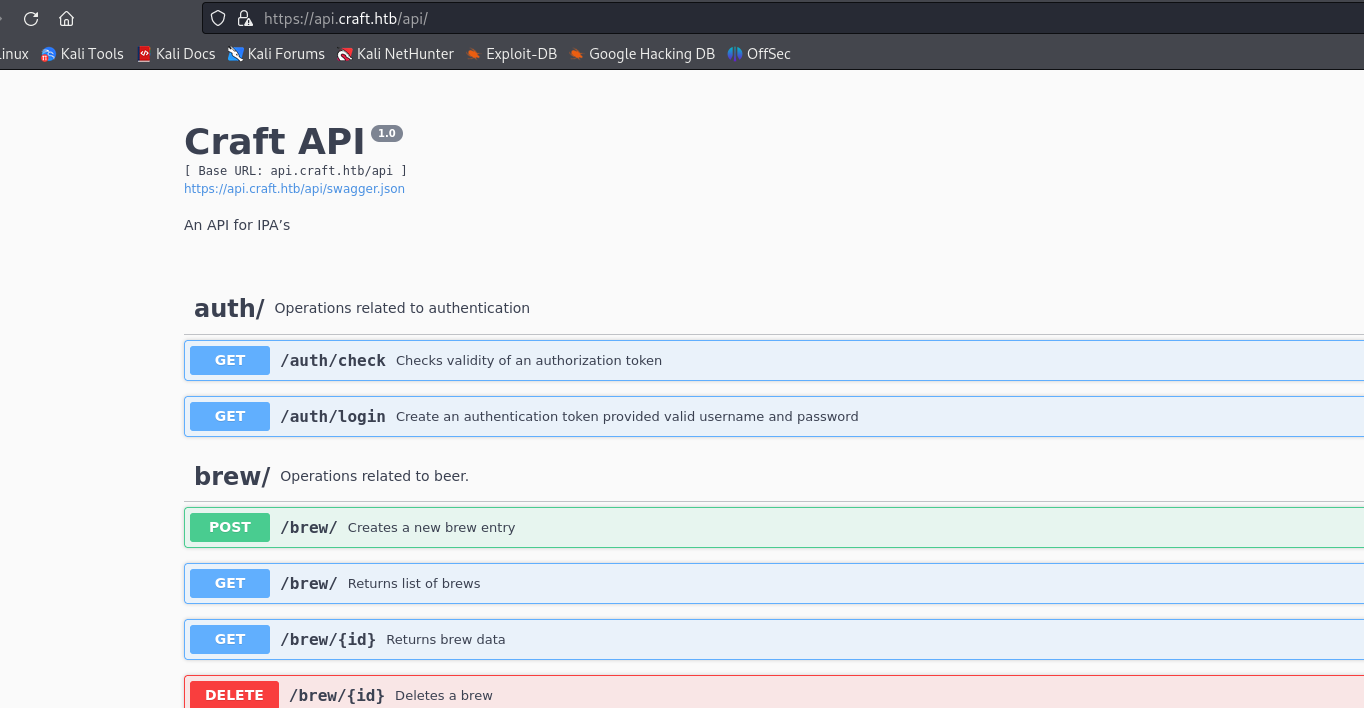 https://api.craft.htb/api/
inux Kali Tools Kali Docs Kali Forums Kali NetHunter Exploit-DB Google Hacking DB OffSec
Craft API 1.0
[ Base URL: api.craft.htb/api ]
https://api.craft.htb/api/swagger.json
An API for IPA’s
auth/ Operations related to authentication
GET /auth/check Checks validity of an authorization token
GET /auth/login Create an authentication token provided valid username and password
brew/ Operations related to beer.
POST /brew/ Creates a new brew entry
GET /brew/ Returns list of brews
GET /brew/{id} Returns brew data
DELETE /brew/{id} Deletes a brew